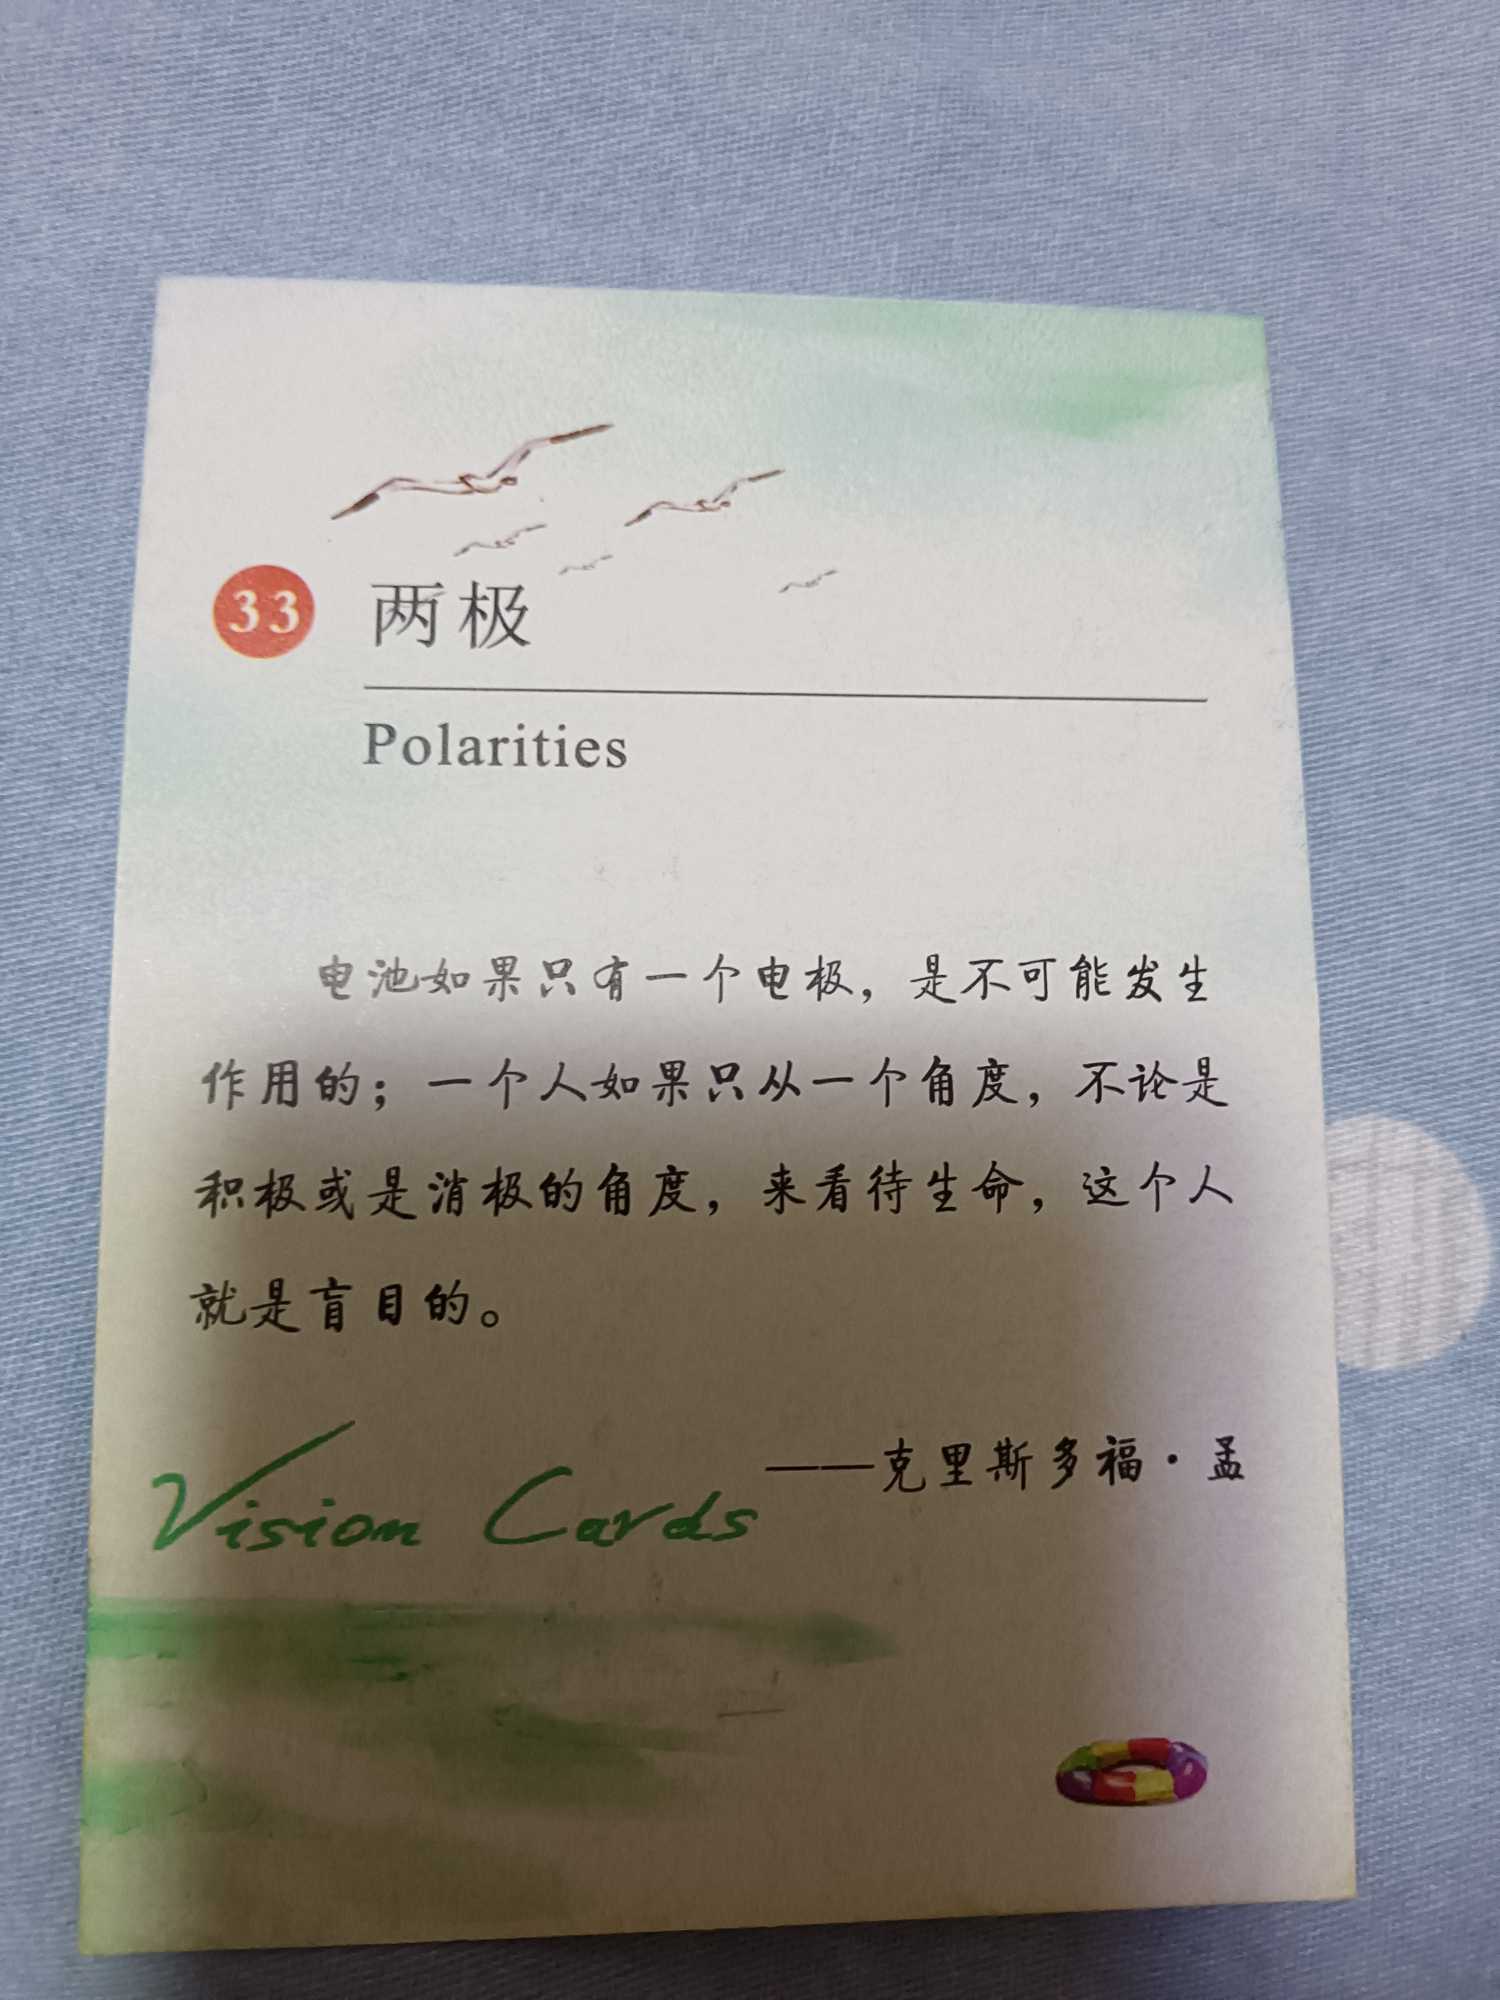 33 两极
Polarities
电池如果只有一个电极，是不可能发生
作用的；一个人如果只从一个角度，不论是
积极或是消极的角度，来看待生命，这个人
就是盲目的。
——克里斯多福·孟
Vision Cards